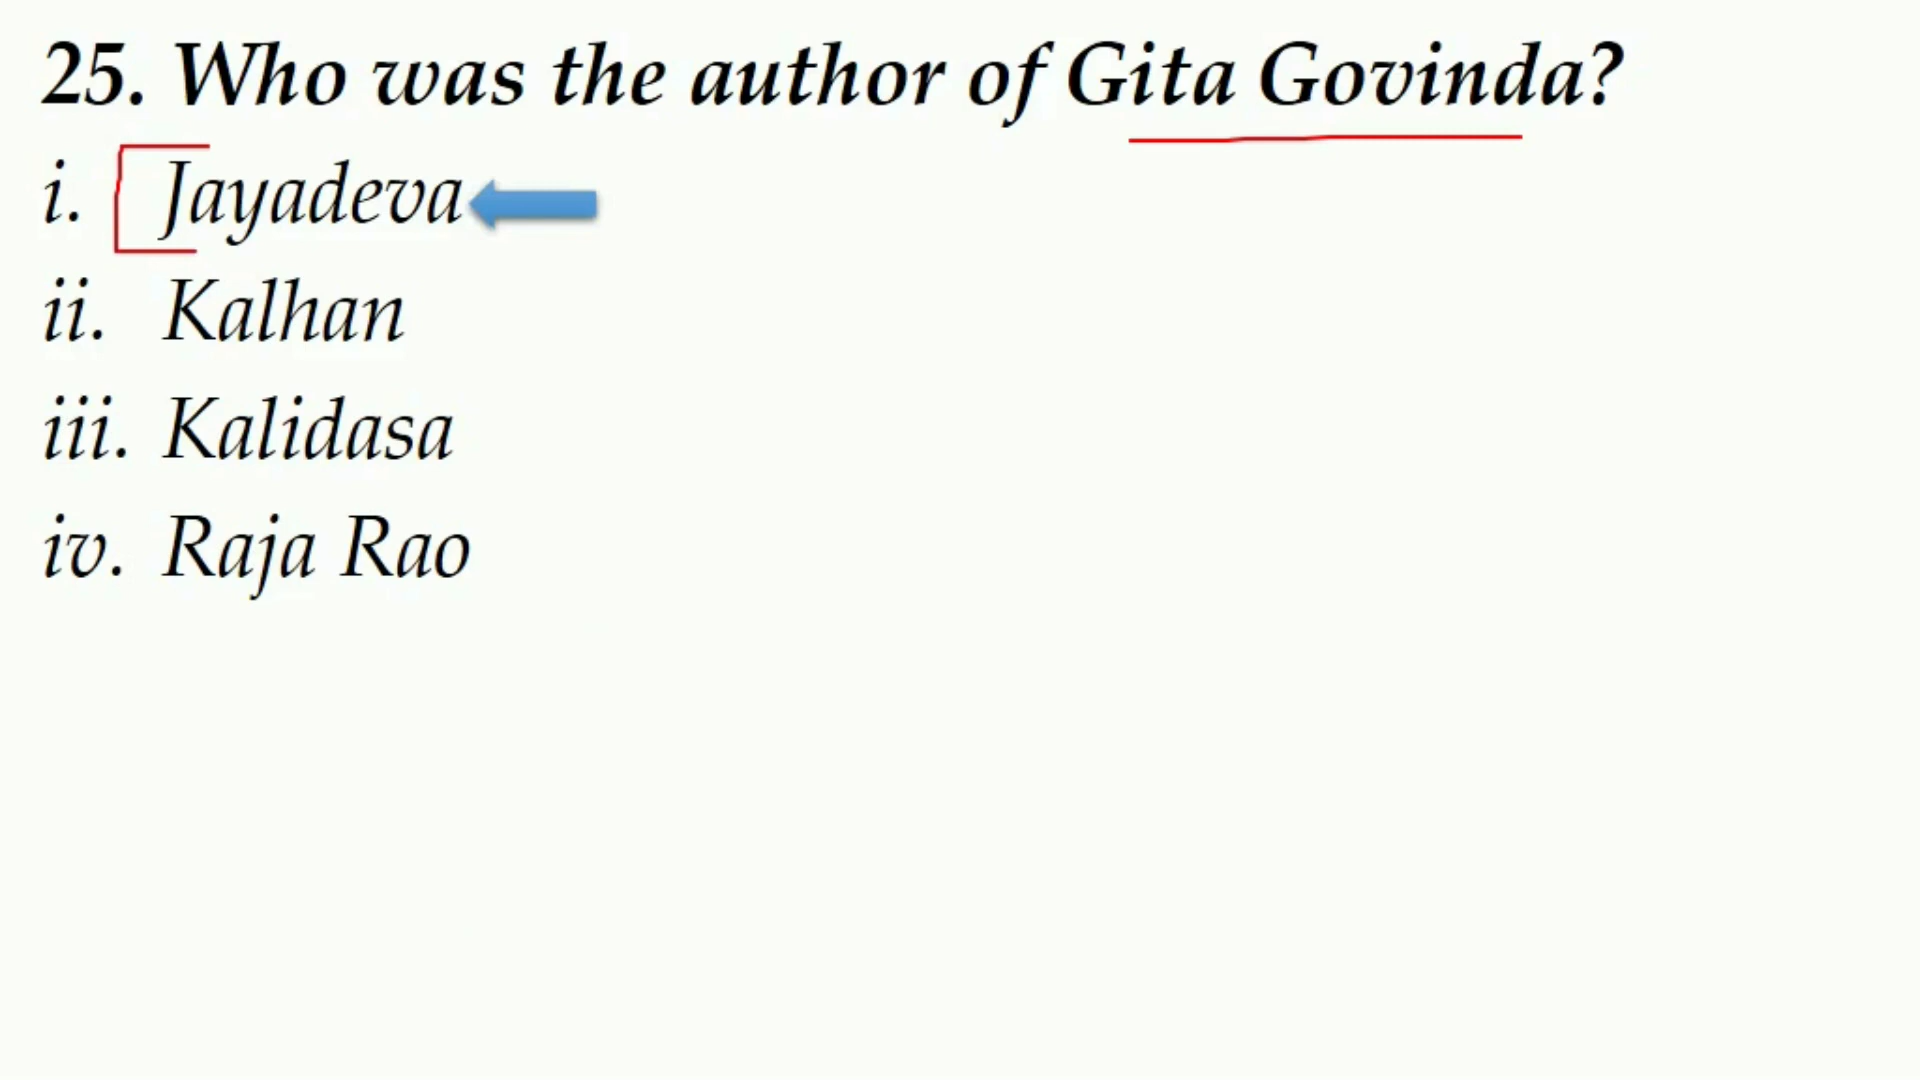 25. Who was the author of Gita Govinda?
i. Jayadeva
ii. Kalhan
iii. Kalidasa
iv. Raja Rao